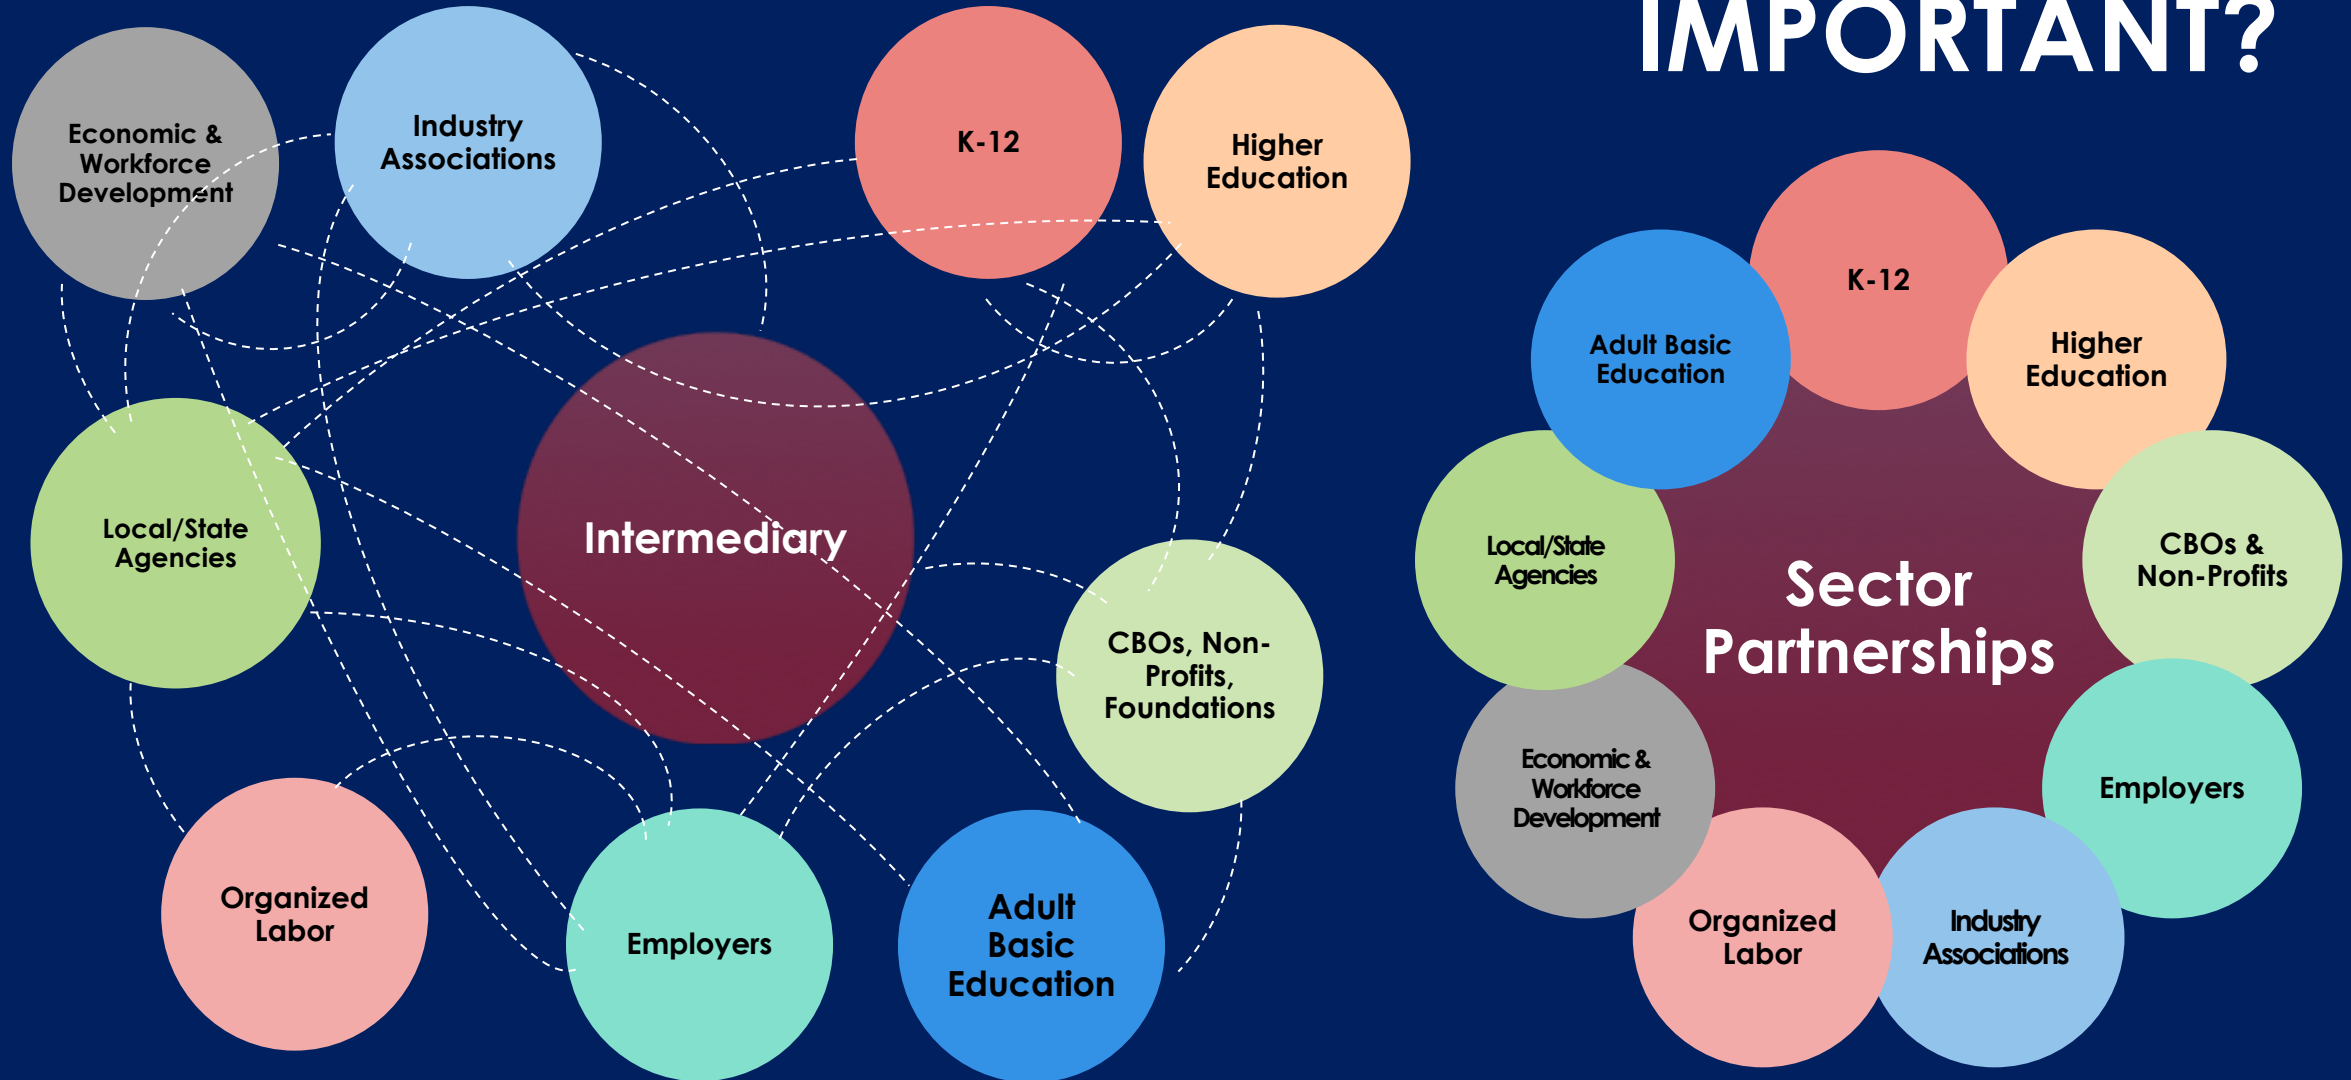 IMPORTANT?
Economic &
Workforce
Development
Industry
Associations
K-12
Higher
Education
Local/State
Agencies
Intermediary
CBOs, Non-
Profits,
Foundations
Organized
Labor
Employers
Adult
Basic
Education
K-12
Adult Basic
Education
Higher
Education
Local/State
Agencies
CBOs &
Non-Profits
Sector
Partnerships
Economic &
Workforce
Development
Employers
Organized
Labor
Industry
Associations